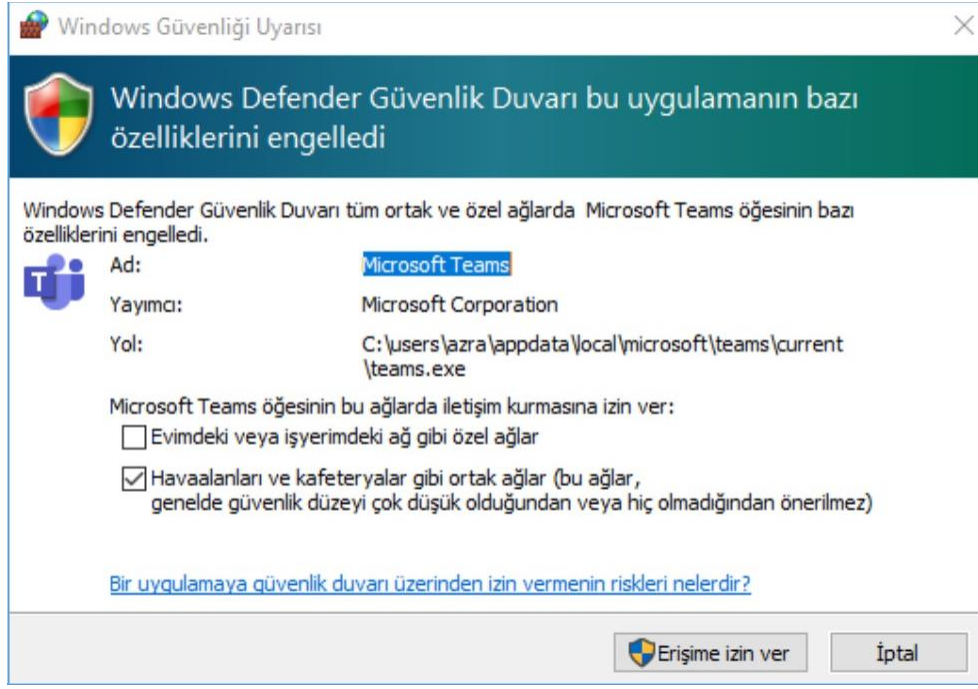 Windows Güvenliği Uyarısı
Windows Defender Güvenlik Duvarı bu uygulamanın bazı
özelliklerini engelledi
Windows Defender Güvenlik Duvarı tüm ortak ve özel ağlarda Microsoft Teams öğesinin bazı
özelliklerini engelledi.
T
Ad: Microsoft Teams
Yayımcı: Microsoft Corporation
Yol: C:\users\azra\appdata\local\microsoft\teams\current
\teams.exe
Microsoft Teams öğesinin bu ağlarda iletişim kurmasına izin ver:
Evimdeki veya işyerimdeki ağ gibi özel ağlar
Havaalanları ve kafeteryalar gibi ortak ağlar (bu ağlar,
genelde güvenlik düzeyi çok düşük olduğundan veya hiç olmadığından önerilmez)
Bir uygulamaya güvenlik duvarı üzerinden izin vermenin riskleri nelerdir?
Erişime izin ver İptal